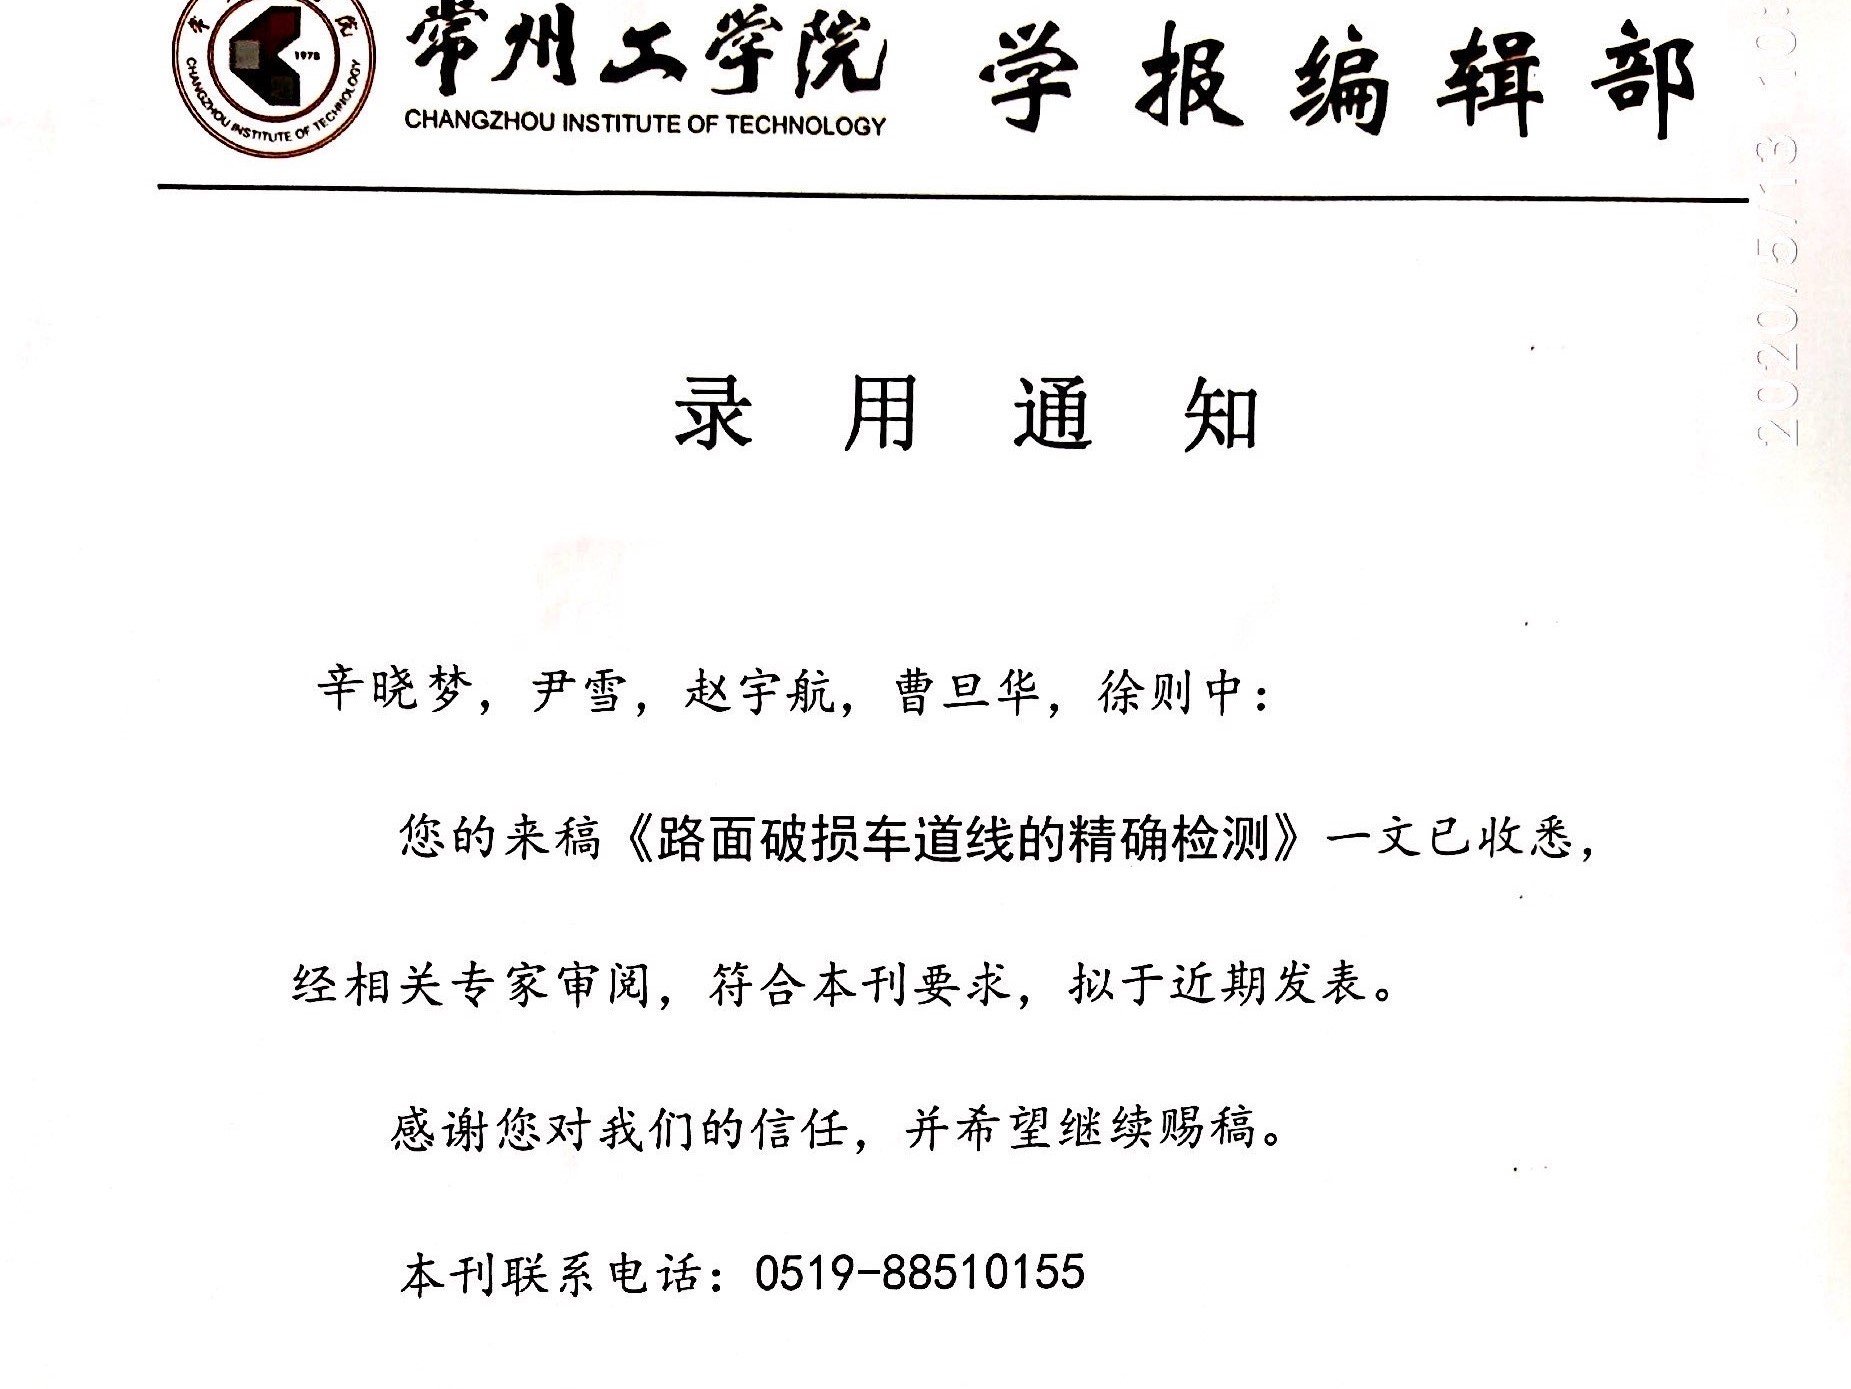 常州工学院 学报编辑部
CHANGZHOU INSTITUTE OF TECHNOLOGY
1978
CHANGZHOU INSTITUTE OF TECHNOLOGY
录用通知
辛晓梦，尹雪，赵宇航，曹旦华，徐则中：
您的来稿《路面破损车道线的精确检测》一文已收悉，
经相关专家审阅，符合本刊要求，拟于近期发表。
感谢您对我们的信任，并希望继续赐稿。
本刊联系电话：0519-88510155
2020/5/13